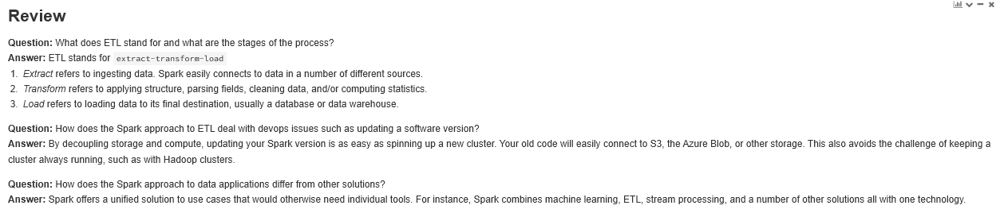 Review
Question: What does ETL stand for and what are the stages of the process?
Answer: ETL stands for extract-transform-load
1. Extract refers to ingesting data. Spark easily connects to data in a number of different sources.
2. Transform refers to applying structure, parsing fields, cleaning data, and/or computing statistics.
3. Load refers to loading data to its final destination, usually a database or data warehouse.
Question: How does the Spark approach to ETL deal with devops issues such as updating a software version?
Answer: By decoupling storage and compute, updating your Spark version is as easy as spinning up a new cluster. Your old code will easily connect to S3, the Azure Blob, or other storage. This also avoids the challenge of keeping a
cluster always running, such as with Hadoop clusters.
Question: How does the Spark approach to data applications differ from other solutions?
Answer: Spark offers a unified solution to use cases that would otherwise need individual tools. For instance, Spark combines machine learning, ETL, stream processing, and a number of other solutions all with one technology.